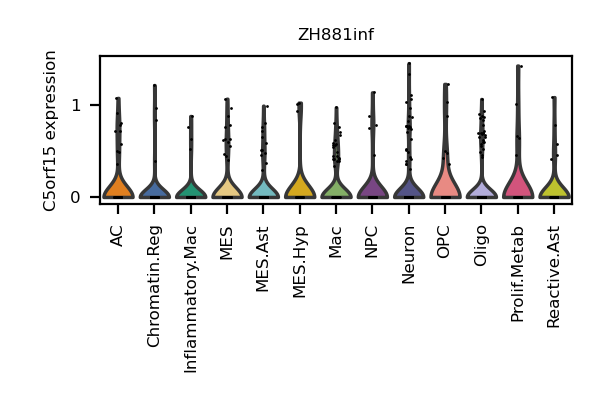 ZH881inf
C5orf15 expression
1
0
AC
Chromatin.Reg
Inflammatory.Mac
MES
MES.Ast
MES.Hyp
Mac
NPC
Neuron
OPC
Oligo
Prolif.Metab
Reactive.Ast